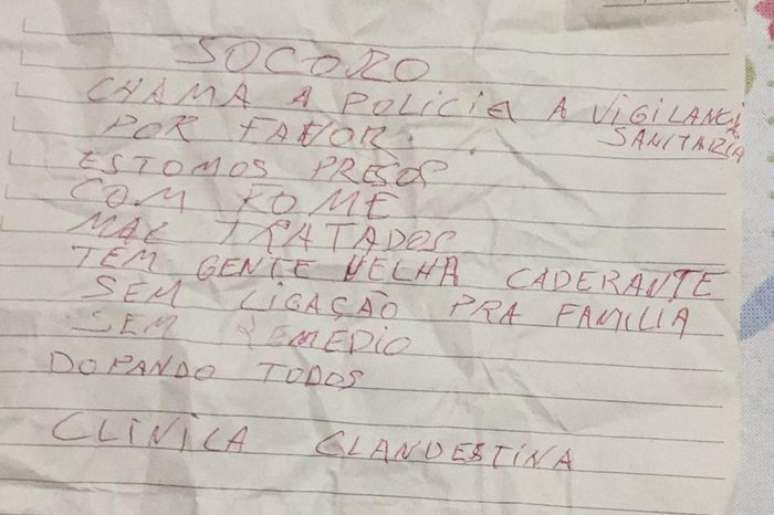 SOCORO
CHAMA A POLICIA A VIGILANCIA
POR FAVOR. SANITARIA
ESTOMOS PRESOS
COM FOME
MAL TRATADOS
TEM GENTE VELHA CADERANTE
SEM LIGAÇÃO PRA FAMILIA
SEM REMEDIO
DOPANDO TODOS
CLINICA CLANDESTINA